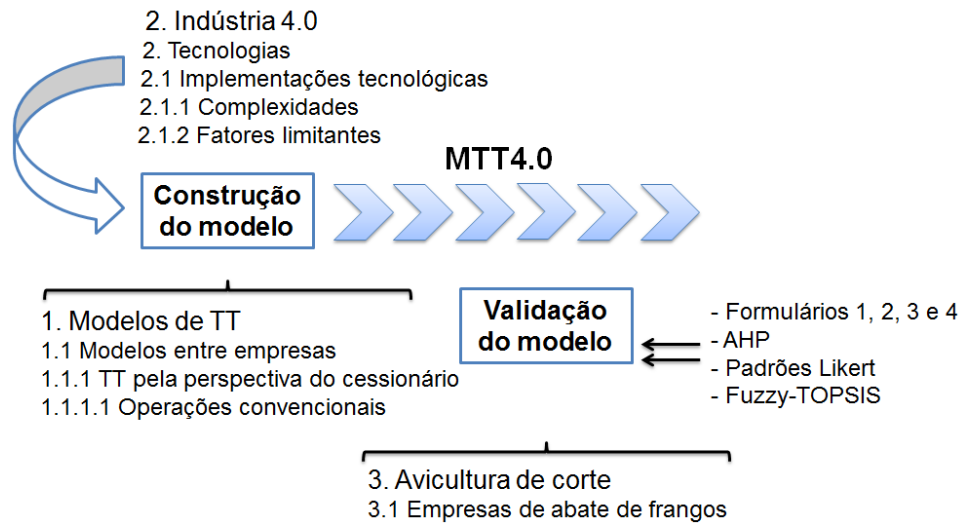 2. Indústria 4.0
2. Tecnologias
2.1 Implementações tecnológicas
2.1.1 Complexidades
2.1.2 Fatores limitantes
MTT4.0
Construção
do modelo
1. Modelos de TT
1.1 Modelos entre empresas
1.1.1 TT pela perspectiva do cessionário
1.1.1.1 Operações convencionais
Validação
do modelo
- Formulários 1, 2, 3 e 4
- AHP
- Padrões Likert
- Fuzzy-TOPSIS
3. Avicultura de corte
3.1 Empresas de abate de frangos